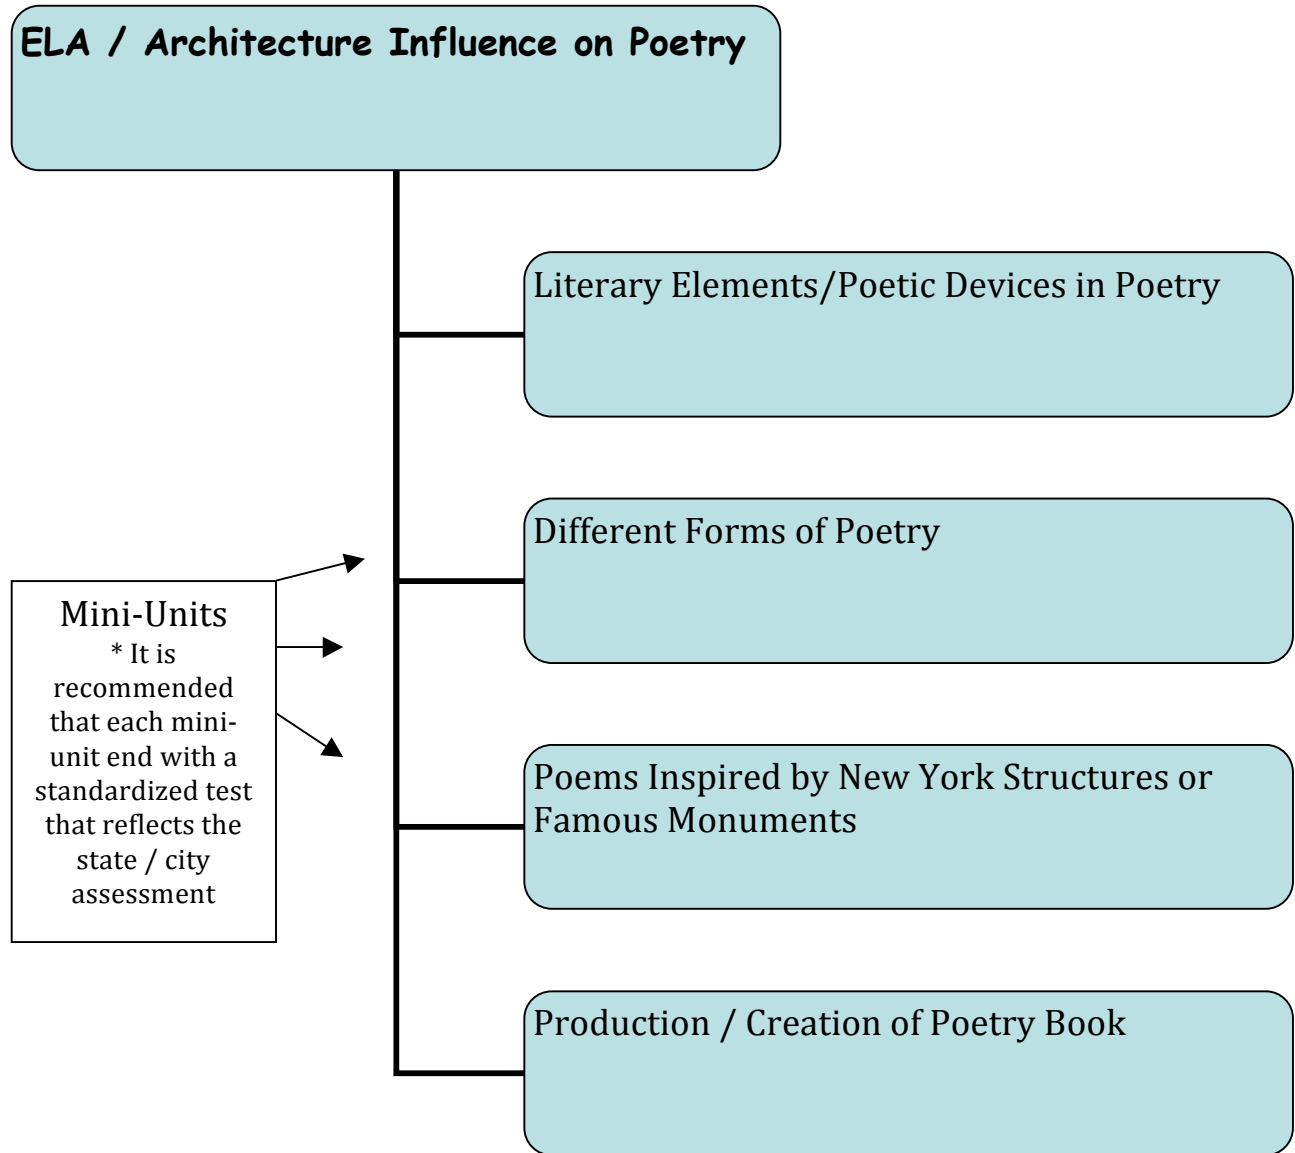 ELA / Architecture Influence on Poetry
Literary Elements/Poetic Devices in Poetry
Different Forms of Poetry
Mini-Units
* It is
recommended
that each mini-
unit end with a
standardized test
that reflects the
state / city
assessment
Poems Inspired by New York Structures or
Famous Monuments
Production / Creation of Poetry Book